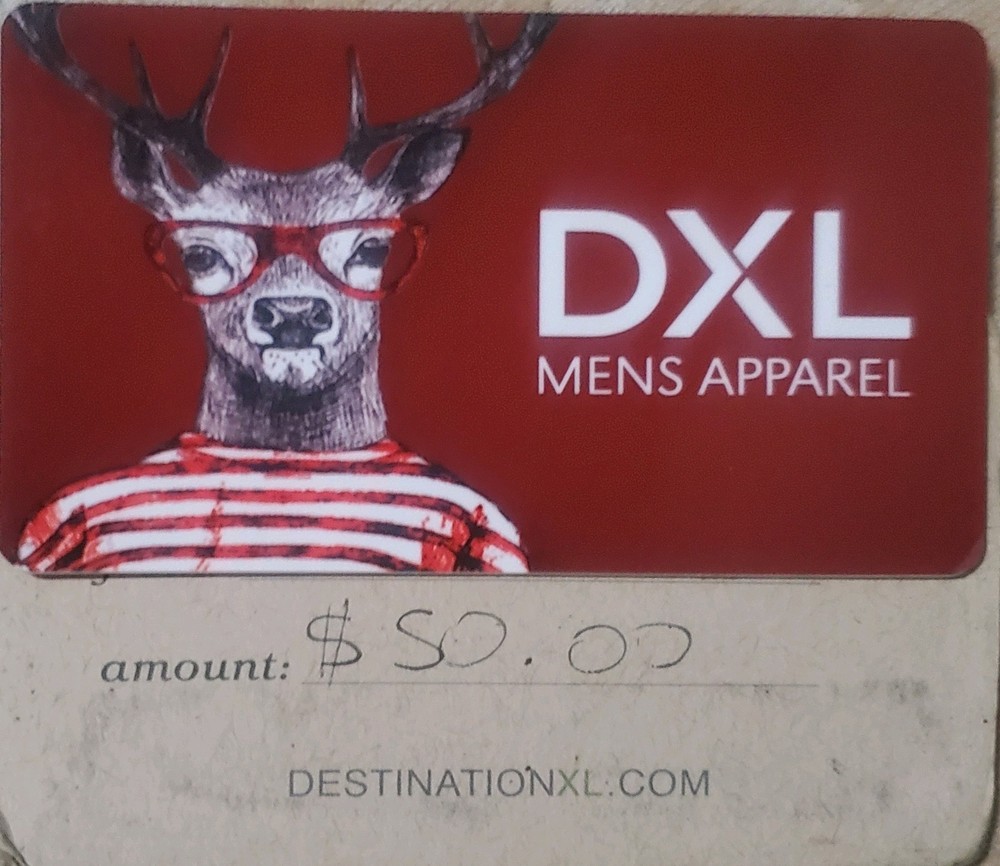 DXL
MENS APPAREL
amount: $50.00
DESTINATIONXL.COM